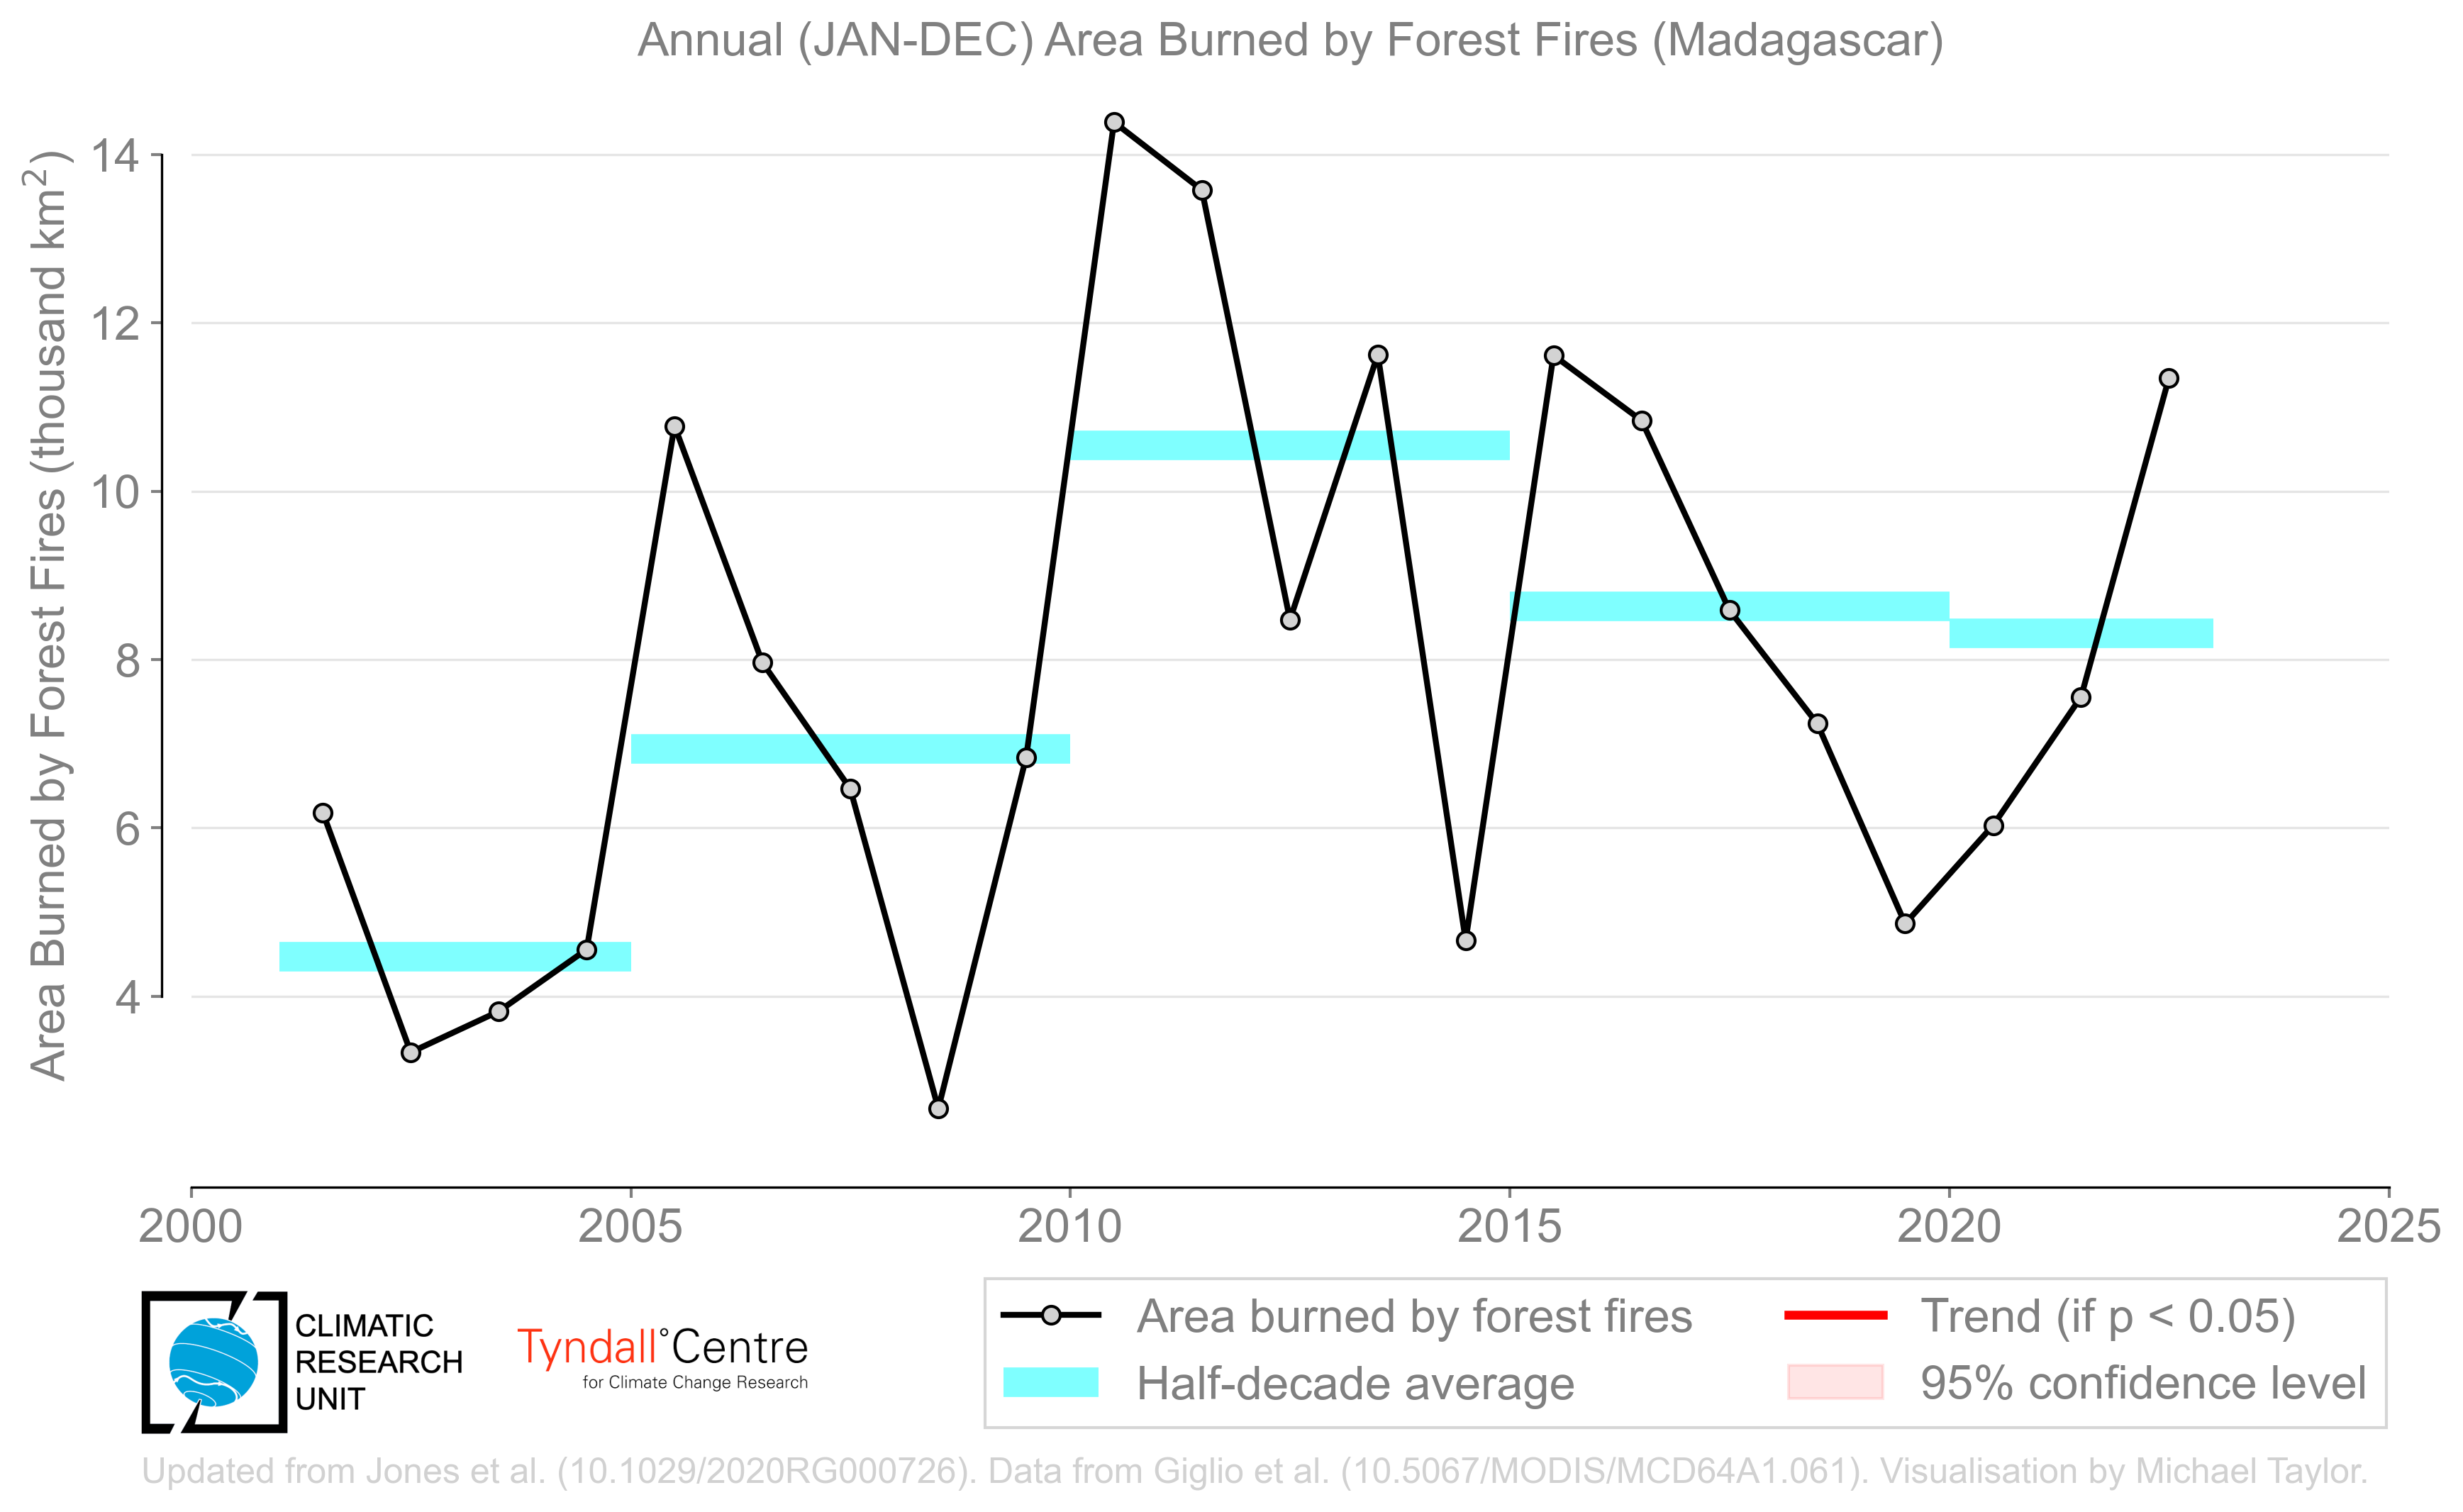 Annual (JAN-DEC) Area Burned by Forest Fires (Madagascar)
Area Burned by Forest Fires (thousand km²)
14
12
10
8
6
4
2000 2005 2010 2015 2020 2025
CLIMATIC
RESEARCH
UNIT
Tyndall°Centre
for Climate Change Research
Area burned by forest fires
Half-decade average
Trend (if p < 0.05)
95% confidence level
Updated from Jones et al. (10.1029/2020RG000726). Data from Giglio et al. (10.5067/MODIS/MCD64A1.061). Visualisation by Michael Taylor.